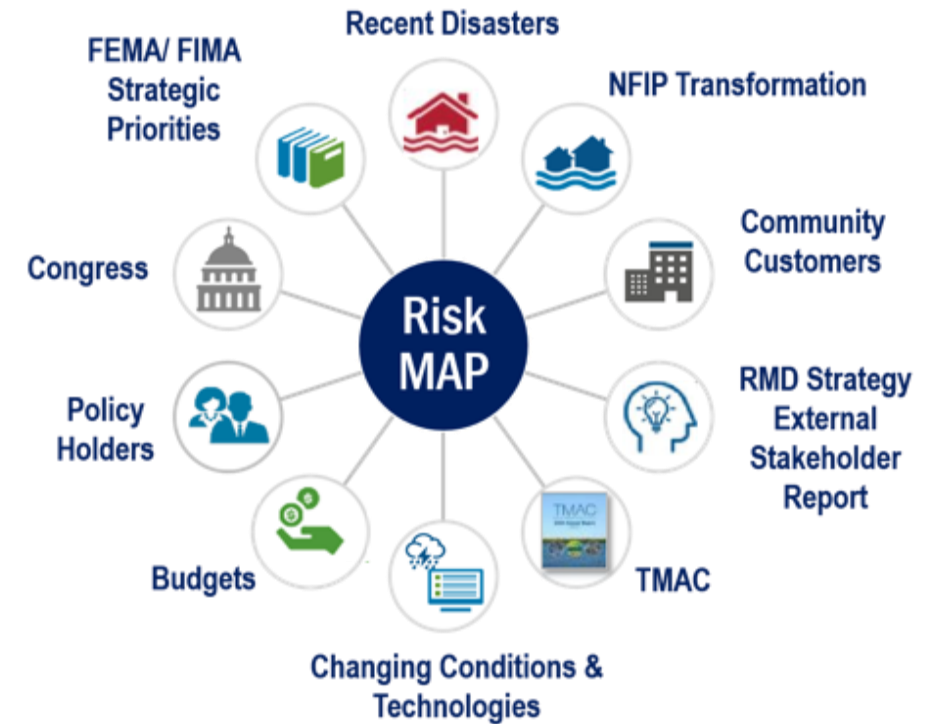 Recent Disasters
FEMA/ FIMA
Strategic
Priorities
NFIP Transformation
Community
Customers
Congress
Risk
MAP
RMD Strategy
External
Stakeholder
Report
Policy
Holders
TMAC
Budgets
TMAC
Changing Conditions &
Technologies